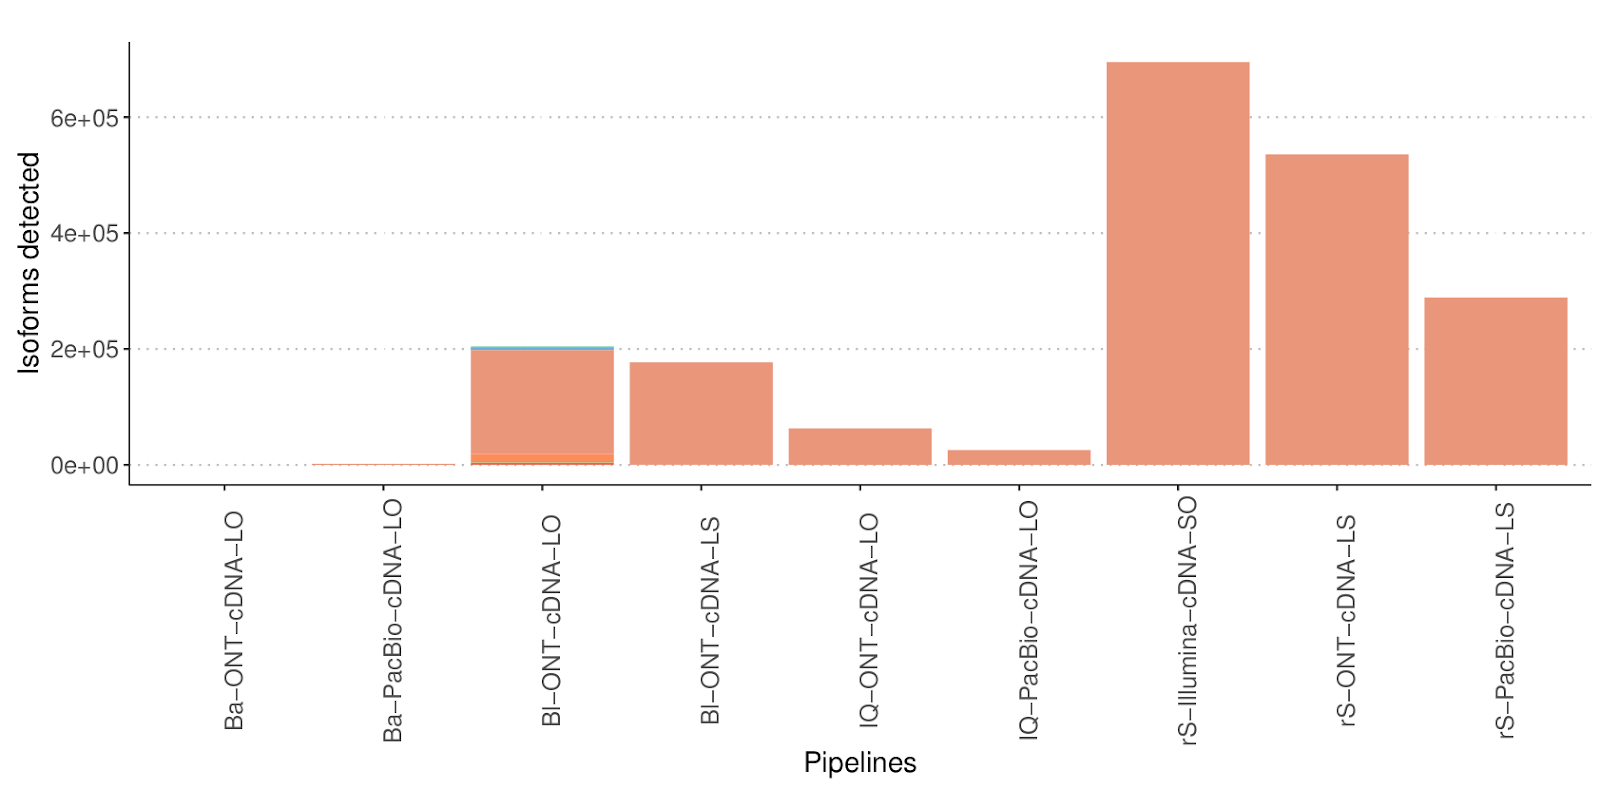 Isoforms detected
6e+05
4e+05
2e+05
0e+00
Ba−ONT−cDNA−LO
Ba−PacBio−cDNA−LO
Bl−ONT−cDNA−LO
Bl−ONT−cDNA−LS
IQ−ONT−cDNA−LO
IQ−PacBio−cDNA−LO
rS−Illumina−cDNA−SO
rS−ONT−cDNA−LS
rS−PacBio−cDNA−LS
Pipelines